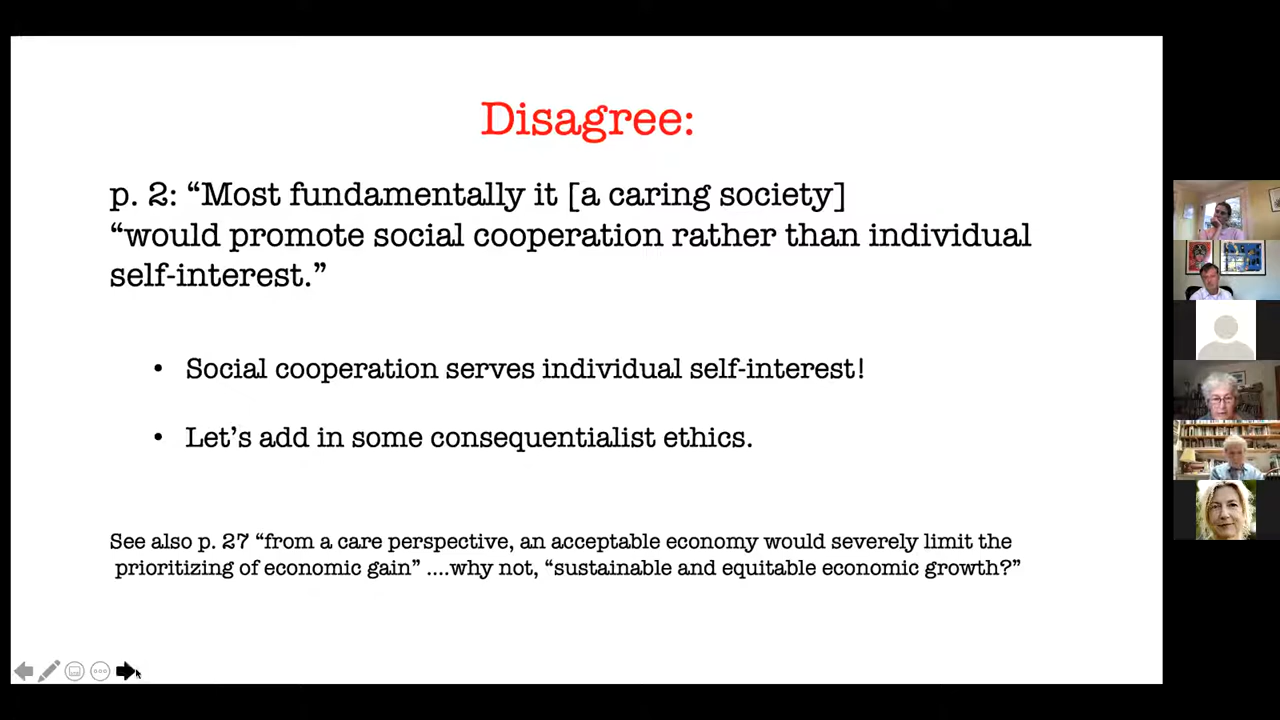 Disagree:
p. 2: “Most fundamentally it [a caring society]
“would promote social cooperation rather than individual
self-interest.”
• Social cooperation serves individual self-interest!
• Let’s add in some consequentialist ethics.
See also p. 27 “from a care perspective, an acceptable economy would severely limit the
prioritizing of economic gain” ....why not, “sustainable and equitable economic growth?”